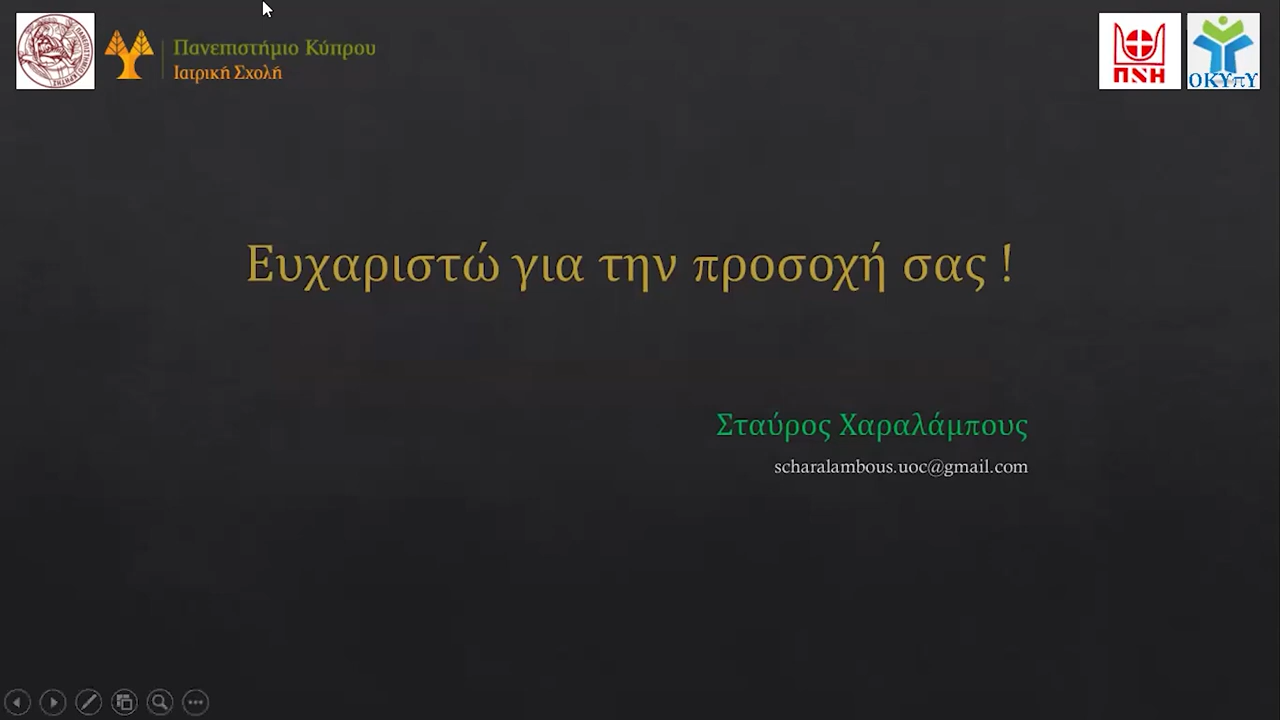 Πανεπιστήμιο Κύπρου
Ιατρική Σχολή
ΠΝΗ
ΟΚΥπΥ
Ευχαριστώ για την προσοχή σας !
Σταύρος Χαραλάμπους
scharalambous.uoc@gmail.com